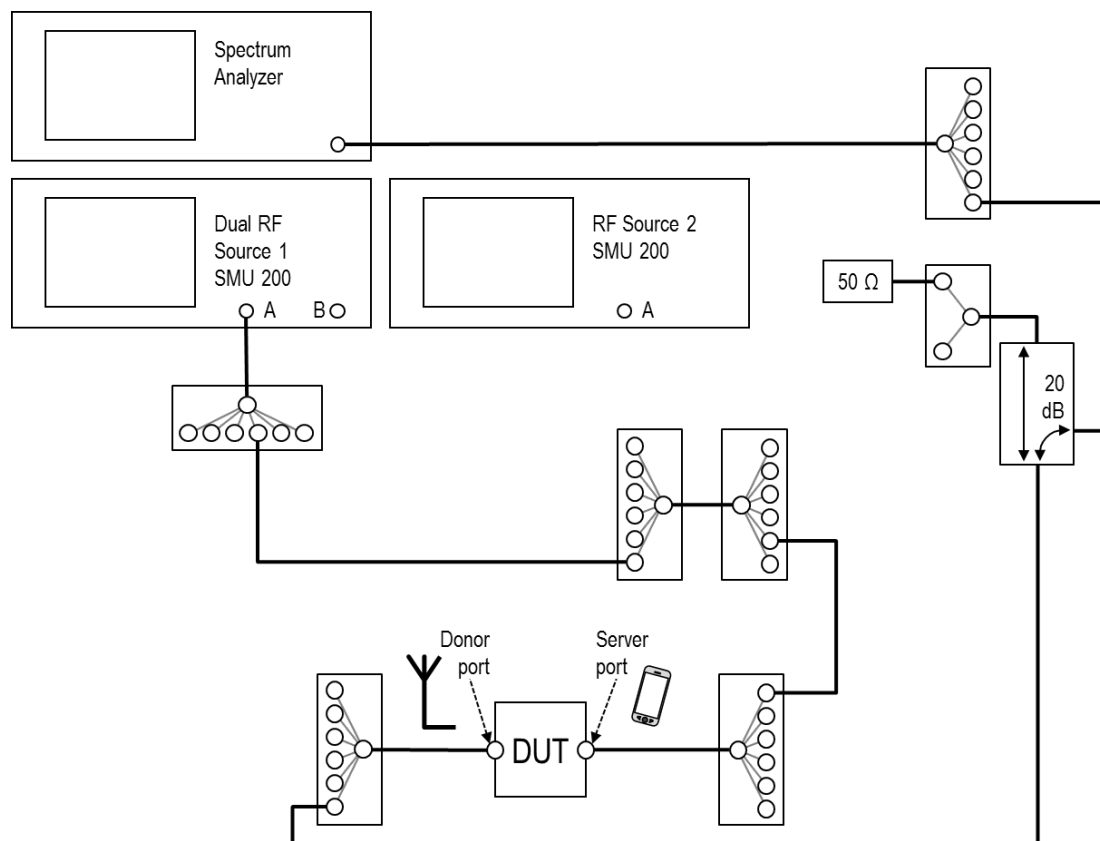 Spectrum
Analyzer
Dual RF
Source 1
SMU 200
A
B
RF Source 2
SMU 200
A
50 Ω
20
dB
Donor
port
Server
port
DUT